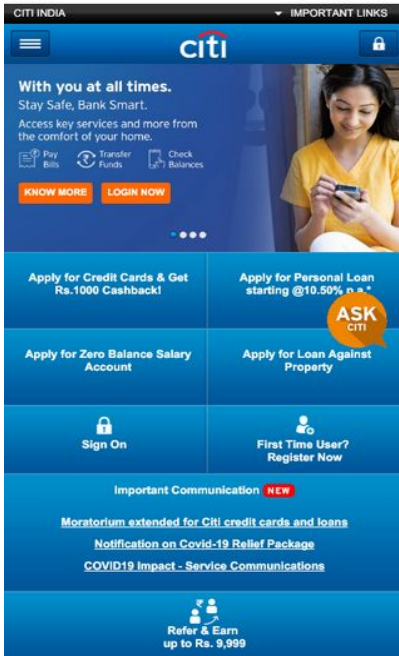 CITI INDIA
IMPORTANT LINKS
citi
With you at all times.
Stay Safe, Bank Smart.
Access key services and more from
the comfort of your home.
Pay
Bills
Transfer
Funds
Check
Balances
KNOW MORE
LOGIN NOW
Apply for Credit Cards & Get
Rs.1000 Cashback!
Apply for Personal Loan
starting @10.50% p.a.*
ASK
CITI
Apply for Zero Balance Salary
Account
Apply for Loan Against
Property
Sign On
First Time User?
Register Now
Important Communication NEW
Moratorium extended for Citi credit cards and loans
Notification on Covid-19 Relief Package
COVID19 Impact - Service Communications
Refer & Earn
up to Rs. 9,999